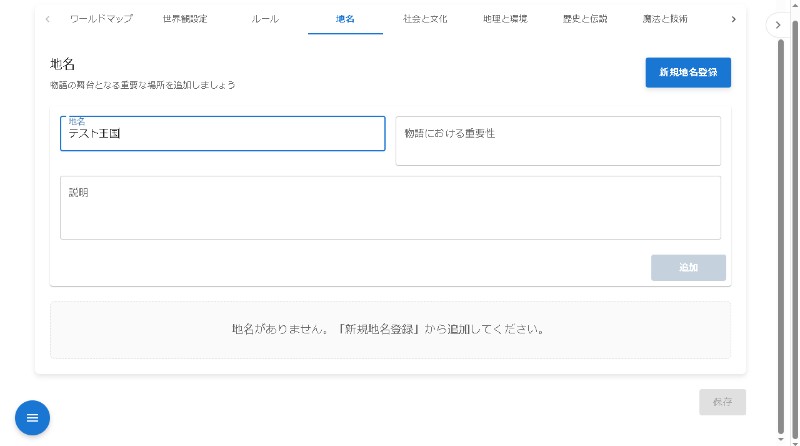 ワールドマップ 世界観設定 ルール 地名 社会と文化 地理と環境 歴史と伝説 魔法と技術
地名
新規地名登録
物語の舞台となる重要な場所を追加しましょう
地名
テスト王国
物語における重要性
説明
追加
地名がありません。「新規地名登録」から追加してください。
保存